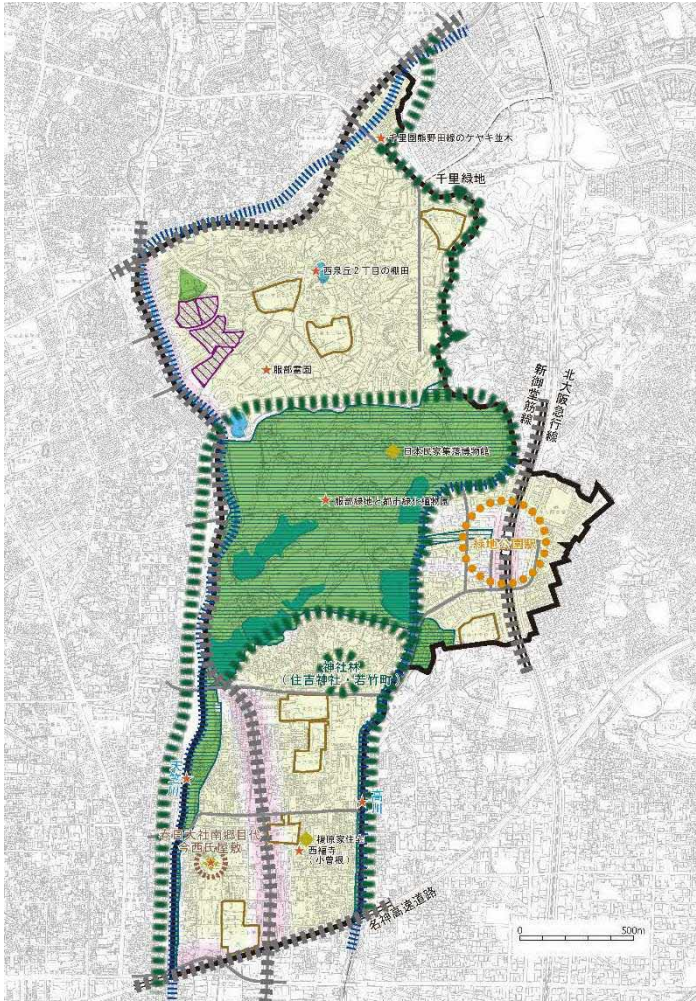 千里園熊野田線のケヤキ並木
千里緑地
西泉丘２丁目の棚田
服部霊園
北大阪急行線
新御堂筋線
日本民家集落博物館
服部緑地と都市緑化植物園
緑地公園駅
神社林
（住吉神社・若竹町）
天竺川
高川
春日大社南郷目代
今西氏屋敷
西福寺
（小曽根）
名神高速道路
0
500m